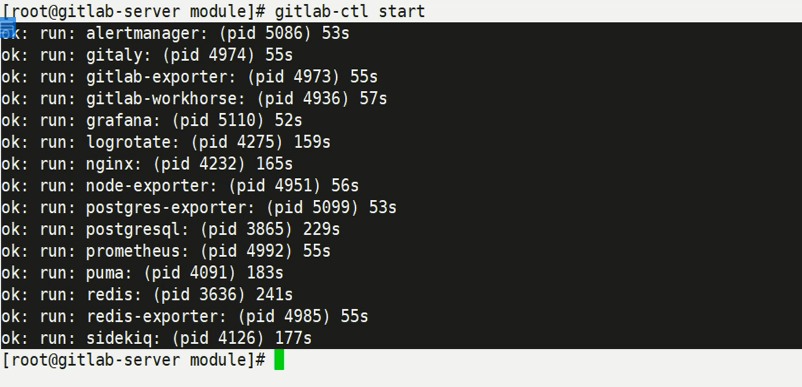 [root@gitlab-server module]# gitlab-ctl start
ok: run: alertmanager: (pid 5086) 53s
ok: run: gitaly: (pid 4974) 55s
ok: run: gitlab-exporter: (pid 4973) 55s
ok: run: gitlab-workhorse: (pid 4936) 57s
ok: run: grafana: (pid 5110) 52s
ok: run: logrotate: (pid 4275) 159s
ok: run: nginx: (pid 4232) 165s
ok: run: node-exporter: (pid 4951) 56s
ok: run: postgres-exporter: (pid 5099) 53s
ok: run: postgresql: (pid 3865) 229s
ok: run: prometheus: (pid 4992) 55s
ok: run: puma: (pid 4091) 183s
ok: run: redis: (pid 3636) 241s
ok: run: redis-exporter: (pid 4985) 55s
ok: run: sidekiq: (pid 4126) 177s
[root@gitlab-server module]#